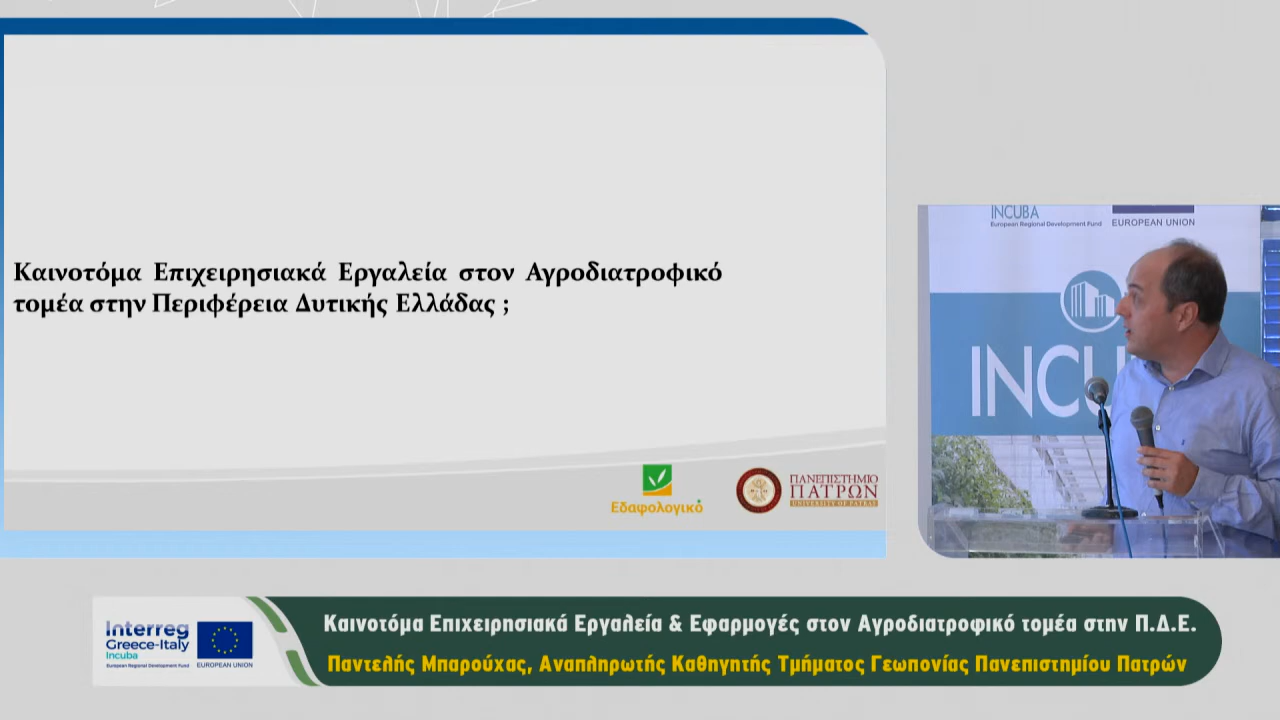 Καινοτόμα Επιχειρησιακά Εργαλεία στον Αγροδιατροφικό
τομέα στην Περιφέρεια Δυτικής Ελλάδας ;
Εδαφολογικό
ΠΑΝΕΠΙΣΤΗΜΙΟ
ΠΑΤΡΩΝ
UNIVERSITY OF PATRAS
INCUBA
European Regional Development Fund
EUROPEAN UNION
INCU
Interreg
Greece-Italy
Incuba
European Regional Development Fund
EUROPEAN UNION
Καινοτόμα Επιχειρησιακά Εργαλεία & Εφαρμογές στον Αγροδιατροφικό τομέα στην Π.Δ.Ε.
Παντελής Μπαρούχας, Αναπληρωτής Καθηγητής Τμήματος Γεωπονίας Πανεπιστημίου Πατρών